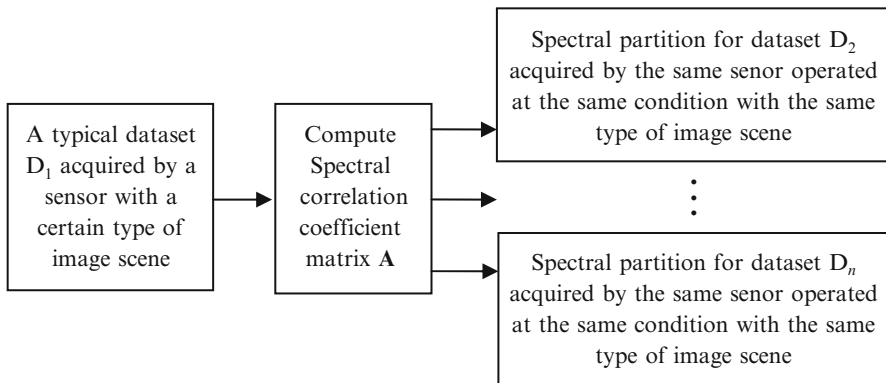 A typical dataset
D₁ acquired by a
sensor with a
certain type of
image scene
Compute
Spectral
correlation
coefficient
matrix A
Spectral partition for dataset D₂
acquired by the same senor operated
at the same condition with the same
type of image scene
Spectral partition for dataset Dₙ
acquired by the same senor operated
at the same condition with the same
type of image scene